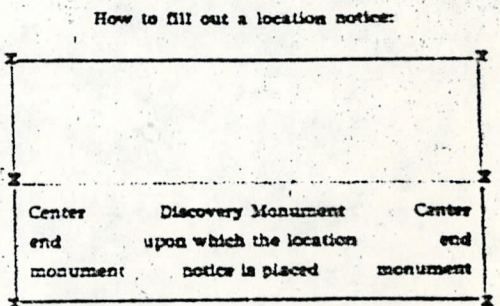 How to fill out a location notice:
Center Discovery Monument Center
end upon which the location end
monument notice is placed monument